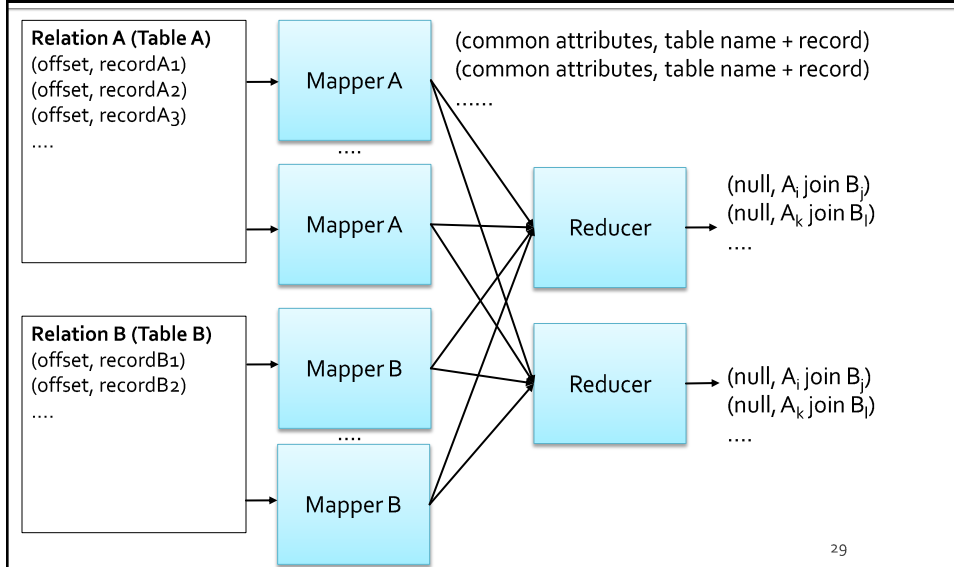 Relation A (Table A)
(offset, recordA1)
(offset, recordA2)
(offset, recordA3)
....
Mapper A
....
Mapper A
(common attributes, table name + record)
(common attributes, table name + record)
......
Relation B (Table B)
(offset, recordB1)
(offset, recordB2)
....
Mapper B
....
Mapper B
Reducer
(null, Ai join Bj)
(null, Ak join Bl)
....
Reducer
(null, Ai join Bj)
(null, Ak join Bl)
....
29